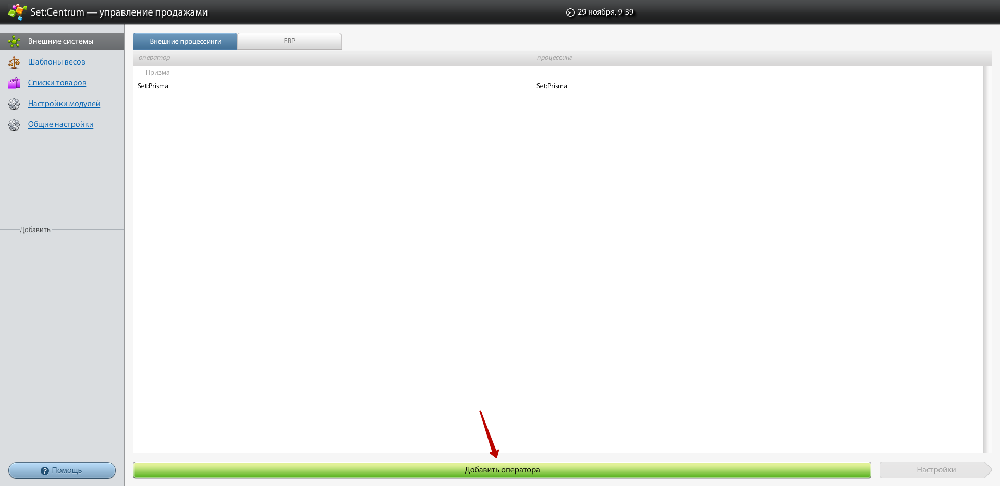 Set:Centrum — управление продажами
29 ноября, 9 39
Внешние системы
Шаблоны весов
Списки товаров
Настройки модулей
Общие настройки
Добавить
? Помощь
Внешние процессинги
ERP
оператор
процессинг
Призма
Set:Prisma
Set:Prisma
Добавить оператора
Настройки